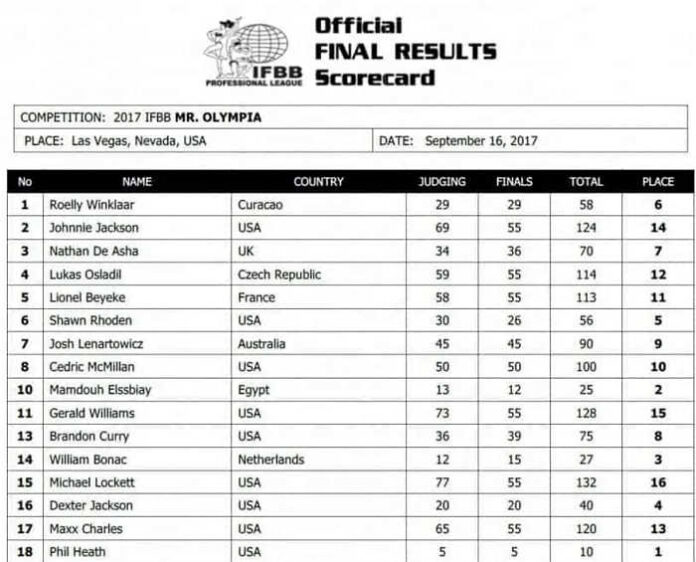 Official
FINAL RESULTS
Scorecard
IFBB
PROFESSIONAL LEAGUE
COMPETITION: 2017 IFBB MR. OLYMPIA
PLACE: Las Vegas, Nevada, USA DATE: September 16, 2017
No NAME COUNTRY JUDGING FINALS TOTAL PLACE
1 Roelly Winklaar Curacao 29 29 58 6
2 Johnnie Jackson USA 69 55 124 14
3 Nathan De Asha UK 34 36 70 7
4 Lukas Osladil Czech Republic 59 55 114 12
5 Lionel Beyeke France 58 55 113 11
6 Shawn Rhoden USA 30 26 56 5
7 Josh Lenartowicz Australia 45 45 90 9
8 Cedric McMillan USA 50 50 100 10
10 Mamdouh Elssbiay Egypt 13 12 25 2
11 Gerald Williams USA 73 55 128 15
13 Brandon Curry USA 36 39 75 8
14 William Bonac Netherlands 12 15 27 3
15 Michael Lockett USA 77 55 132 16
16 Dexter Jackson USA 20 20 40 4
17 Maxx Charles USA 65 55 120 13
18 Phil Heath USA 5 5 10 1